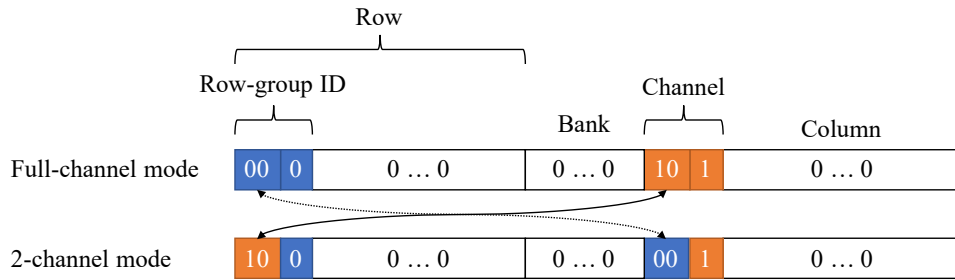 Row
Row-group ID
Channel
Bank
Column
Full-channel mode 00 0 0 … 0 0 … 0 10 1 0 … 0
2-channel mode 10 0 0 … 0 0 … 0 00 1 0 … 0